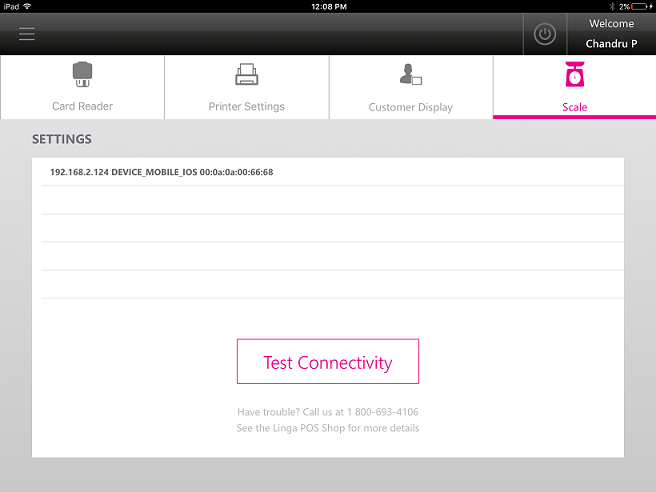 iPad 12:08 PM 2%
Welcome
Chandru P
Card Reader Printer Settings Customer Display Scale
SETTINGS
192.168.2.124 DEVICE_MOBILE_IOS 00:0a:0a:00:66:68
Test Connectivity
Have trouble? Call us at 1 800-693-4106
See the Linga POS Shop for more details